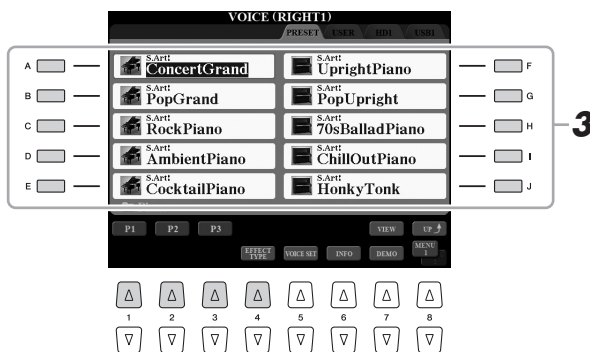 VOICE (RIGHT1)
PRESET USER HD1 USB1
A S.Art! ConcertGrand S.Art! UprightPiano F
B S.Art! PopGrand S.Art! PopUpright G
C S.Art! RockPiano S.Art! 70sBalladPiano H 3
D S.Art! AmbientPiano S.Art! ChillOutPiano I
E S.Art! CocktailPiano S.Art! HonkyTonk J
P1 P2 P3 VIEW UP
EFFECT TYPE VOICE SET INFO DEMO MENU 1
1 2 3 4 5 6 7 8